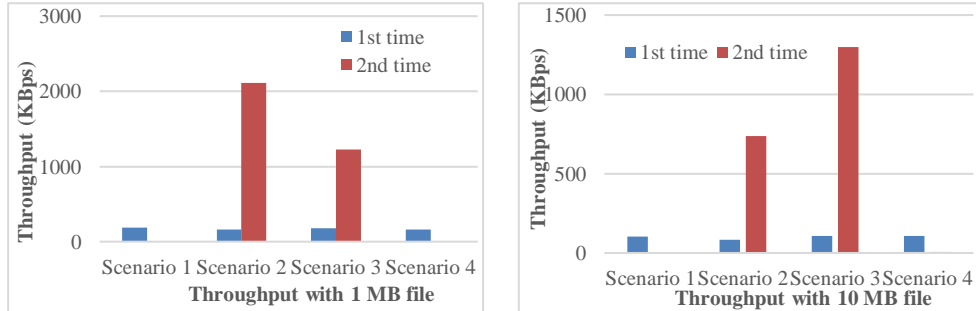 3000
2000
1000
0
Throughput (KBps)
1st time
2nd time
Scenario 1 Scenario 2 Scenario 3 Scenario 4
Throughput with 1 MB file
1500
1000
500
0
Throughput (KBps)
1st time 2nd time
Scenario 1 Scenario 2 Scenario 3 Scenario 4
Throughput with 10 MB file